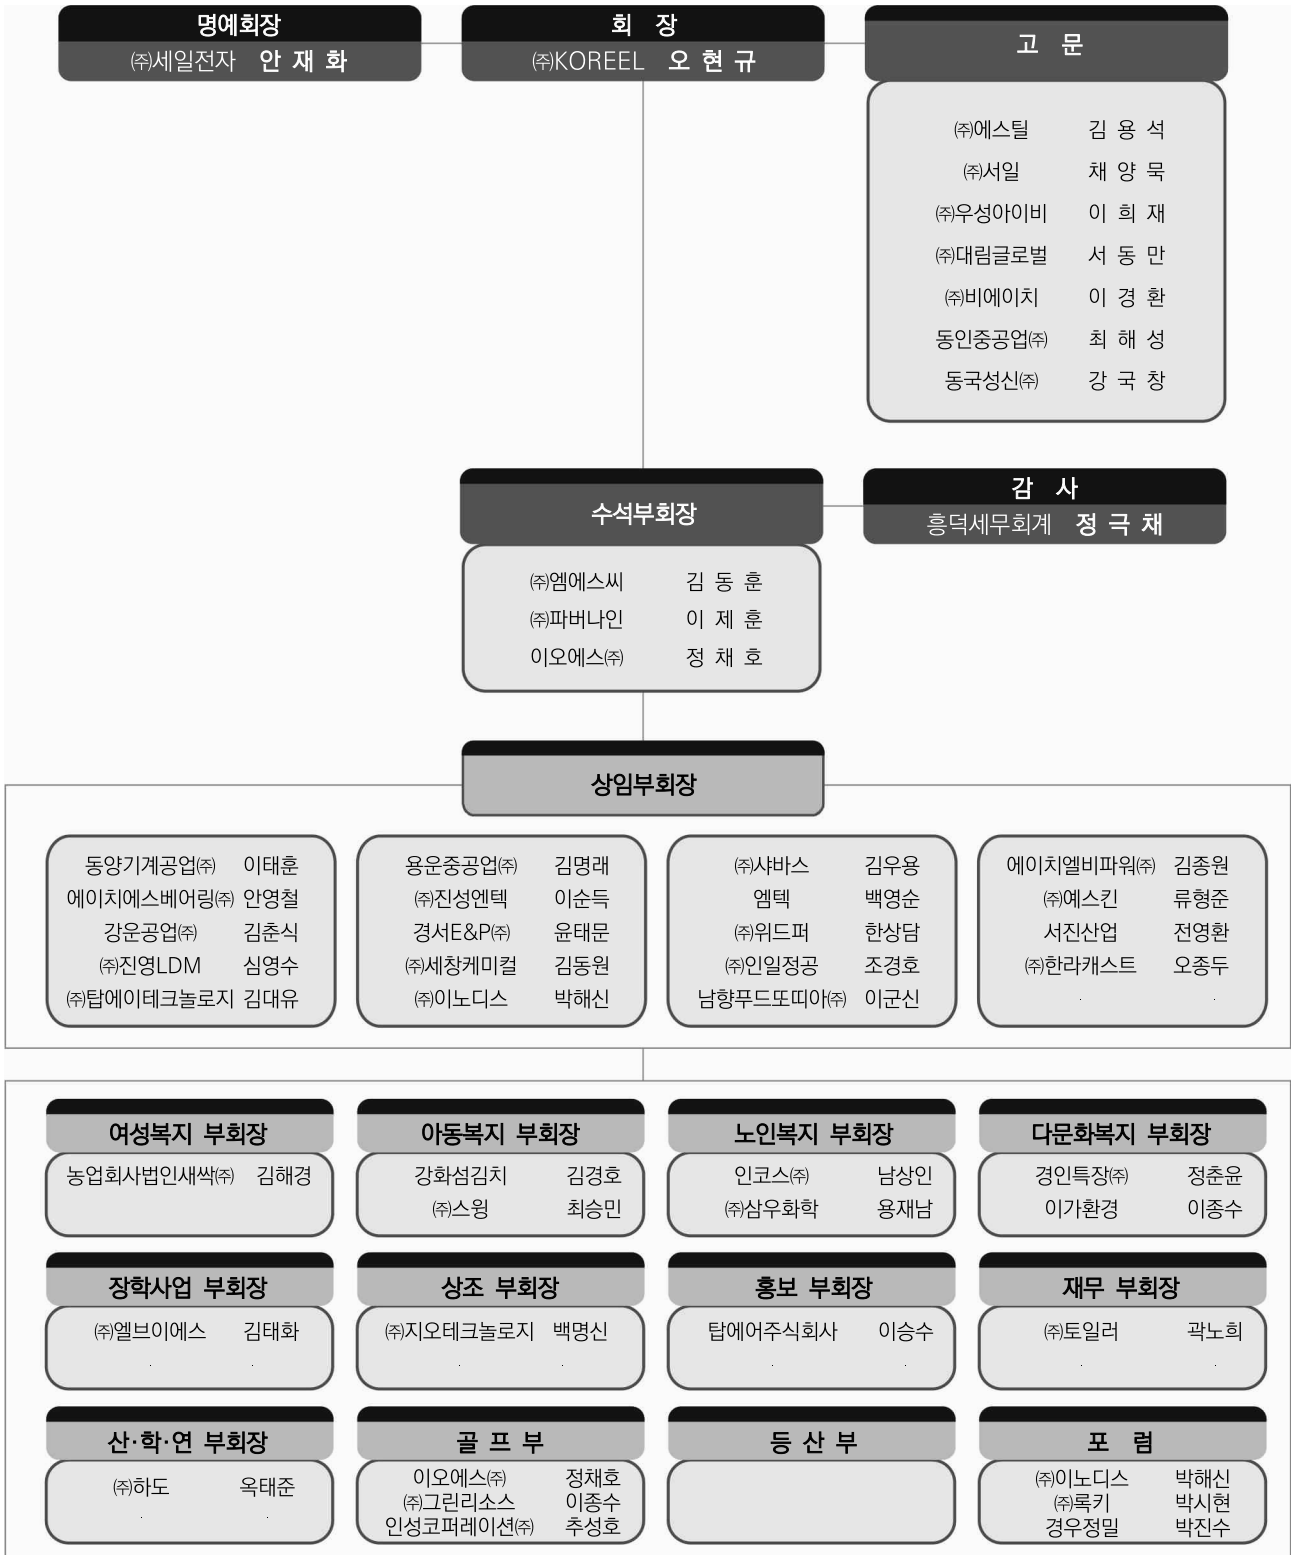 명예회장
㈜세일전자 안 재 화
회 장
㈜KOREEL 오 현 규
고 문
㈜에스틸 김 용 석
㈜서일 채 양 묵
㈜우성아이비 이 희 재
㈜대림글로벌 서 동 만
㈜비에이치 이 경 환
동인중공업㈜ 최 해 성
동국성신㈜ 강 국 창
수석부회장
㈜엠에스씨 김 동 훈
㈜파버나인 이 제 훈
이오에스㈜ 정 채 호
감 사
흥덕세무회계 정 극 채
상임부회장
동양기계공업㈜ 이태훈
에이치에스베어링㈜ 안영철
강운공업㈜ 김춘식
㈜진영LDM 심영수
㈜탑에이테크놀로지 김대유
용운중공업㈜ 김명래
㈜진성엔텍 이순득
경서E&P㈜ 윤태문
㈜세창케미컬 김동원
㈜이노디스 박해신
㈜샤바스 김우용
엠텍 백영순
㈜위드퍼 한상담
㈜인일정공 조경호
남향푸드또띠아㈜ 이군신
에이치엘비파워㈜ 김종원
㈜예스킨 류형준
서진산업 전영환
㈜한라캐스트 오종두
. .
여성복지 부회장
농업회사법인새싹㈜ 김해경
아동복지 부회장
강화섬김치 김경호
㈜스윙 최승민
노인복지 부회장
인코스㈜ 남상인
㈜삼우화학 용재남
다문화복지 부회장
경인특장㈜ 정춘윤
이가환경 이종수
장학사업 부회장
㈜엘브이에스 김태화
. .
상조 부회장
㈜지오테크놀로지 백명신
. .
홍보 부회장
탑에어주식회사 이승수
. .
재무 부회장
㈜토일러 곽노희
. .
산·학·연 부회장
㈜하도 옥태준
. .
골 프 부
이오에스㈜ 정채호
㈜그린리소스 이종수
인성코퍼레이션㈜ 추성호
등 산 부
포 럼
㈜이노디스 박해신
㈜록키 박시현
경우정밀 박진수